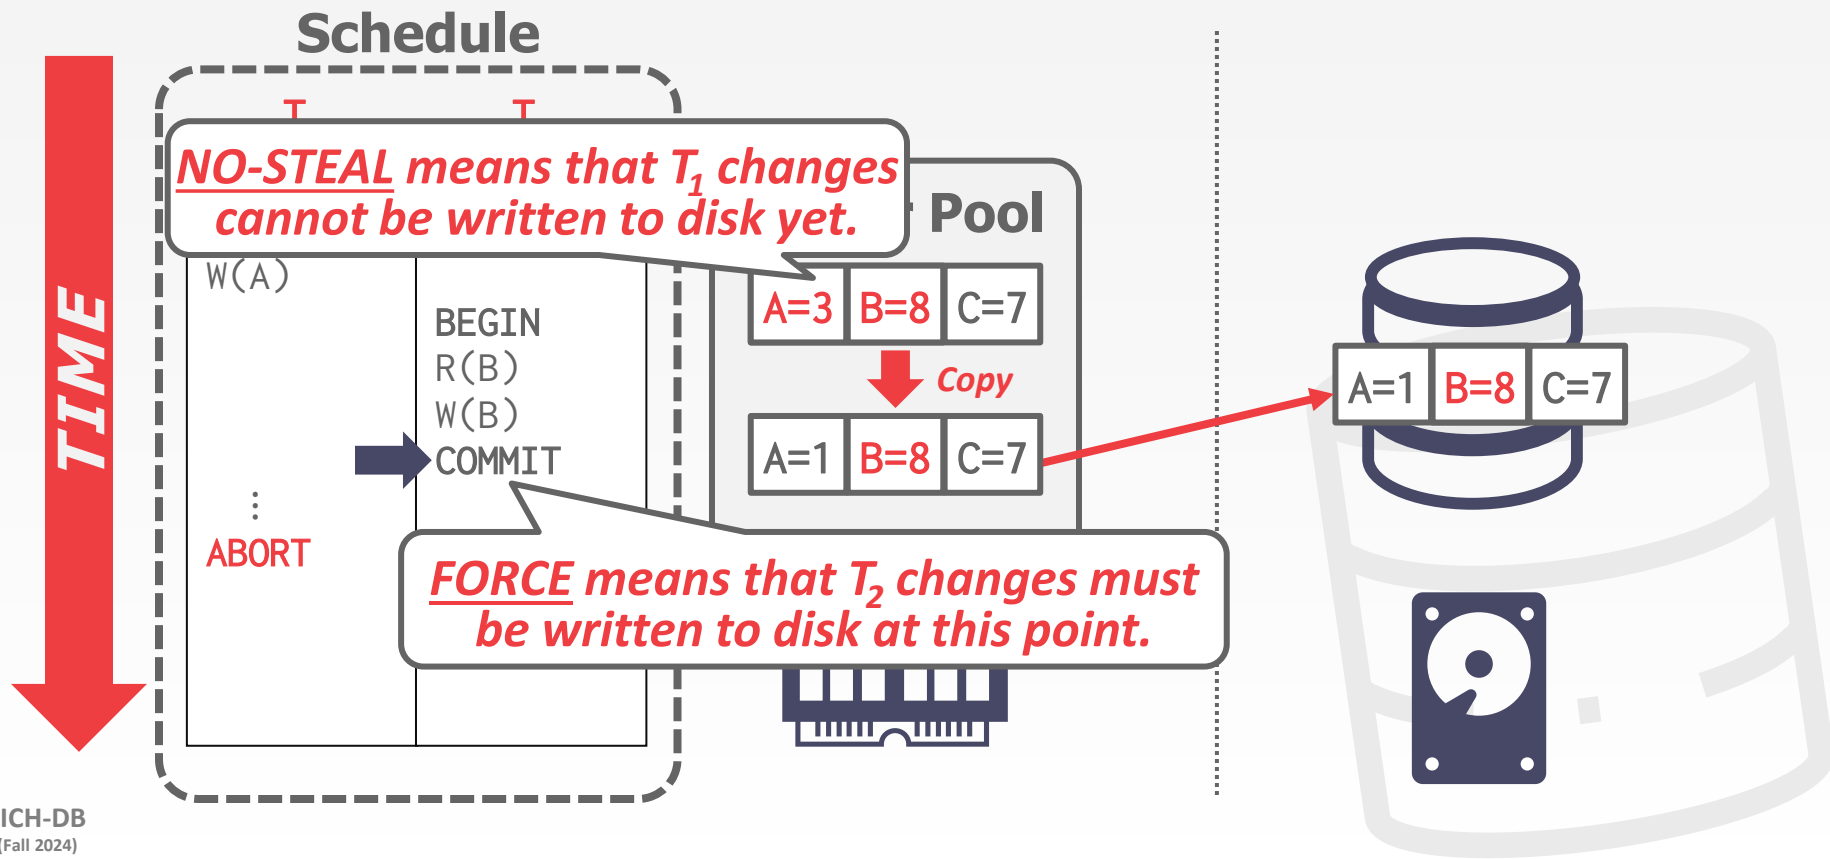 Schedule
T
T
NO-STEAL means that T1 changes
cannot be written to disk yet.
Pool
TIME
W(A)
BEGIN
R(B)
W(B)
COMMIT
⋮
ABORT
A=3 B=8 C=7
Copy
A=1 B=8 C=7
A=1 B=8 C=7
FORCE means that T2 changes must
be written to disk at this point.
ICH-DB
(Fall 2024)